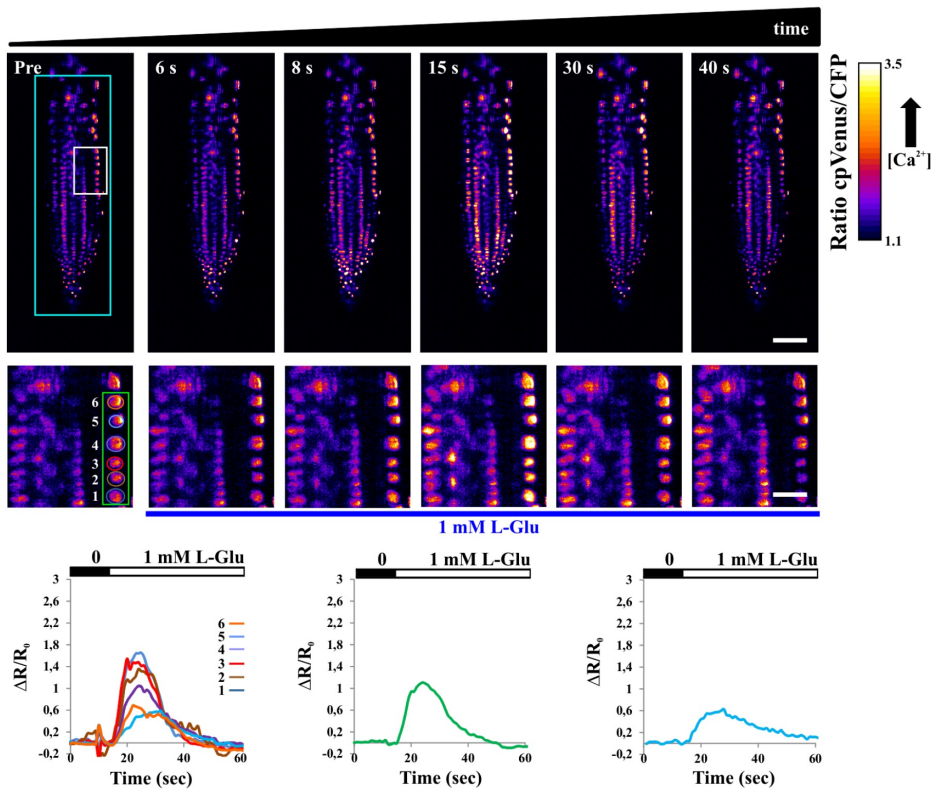 time
Pre
6 s
8 s
15 s
30 s
40 s
Ratio cpVenus/CFP
3.5
[Ca²⁺]
1.1
6
5
4
3
2
1
1 mM L-Glu
0 1 mM L-Glu
3
2,6
2,2
1,8
1,4
1
0,6
0,2
-0,2
ΔR/R₀
6
5
4
3
2
1
0 20 40 60
Time (sec)
0 1 mM L-Glu
3
2,6
2,2
1,8
1,4
1
0,6
0,2
-0,2
ΔR/R₀
0 20 40 60
Time (sec)
0 1 mM L-Glu
3
2,6
2,2
1,8
1,4
1
0,6
0,2
-0,2
ΔR/R₀
0 20 40 60
Time (sec)